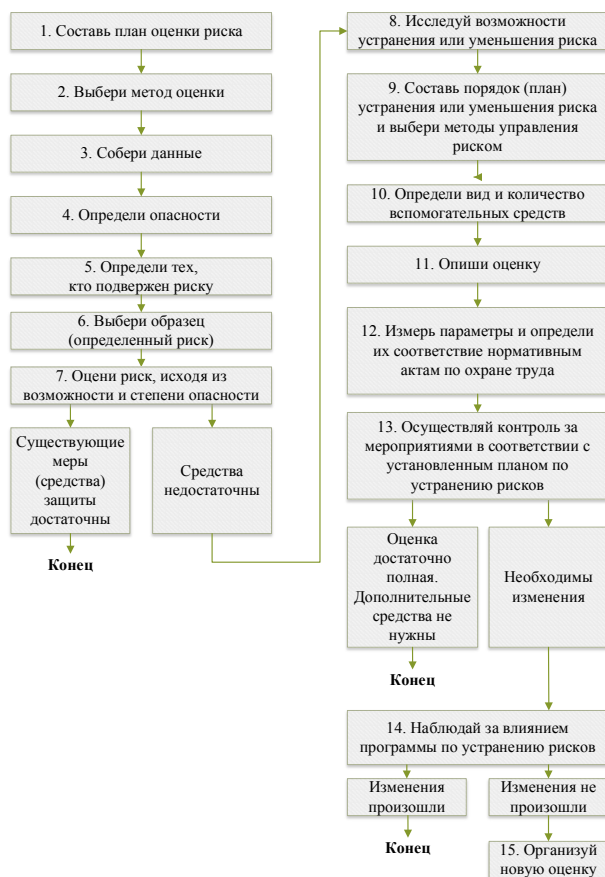 1. Составь план оценки риска
2. Выбери метод оценки
3. Собери данные
4. Определи опасности
5. Определи тех,
кто подвержен риску
6. Выбери образец
(определенный риск)
7. Оцени риск, исходя из
возможности и степени опасности
Существующие
меры
(средства)
защиты
достаточны
Конец
Средства
недостаточны
8. Исследуй возможности
устранения или уменьшения риска
9. Составь порядок (план)
устранения или уменьшения риска
и выбери методы управления
риском
10. Определи вид и количество
вспомогательных средств
11. Опиши оценку
12. Измерь параметры и определи
их соответствие нормативным
актам по охране труда
13. Осуществляй контроль за
мероприятиями в соответствии с
установленным планом по
устранению рисков
Оценка
достаточно
полная.
Дополнительные
средства не
нужны
Конец
Необходимы
изменения
14. Наблюдай за влиянием
программы по устранению рисков
Изменения
произошли
Конец
Изменения не
произошли
15. Организуй
новую оценку